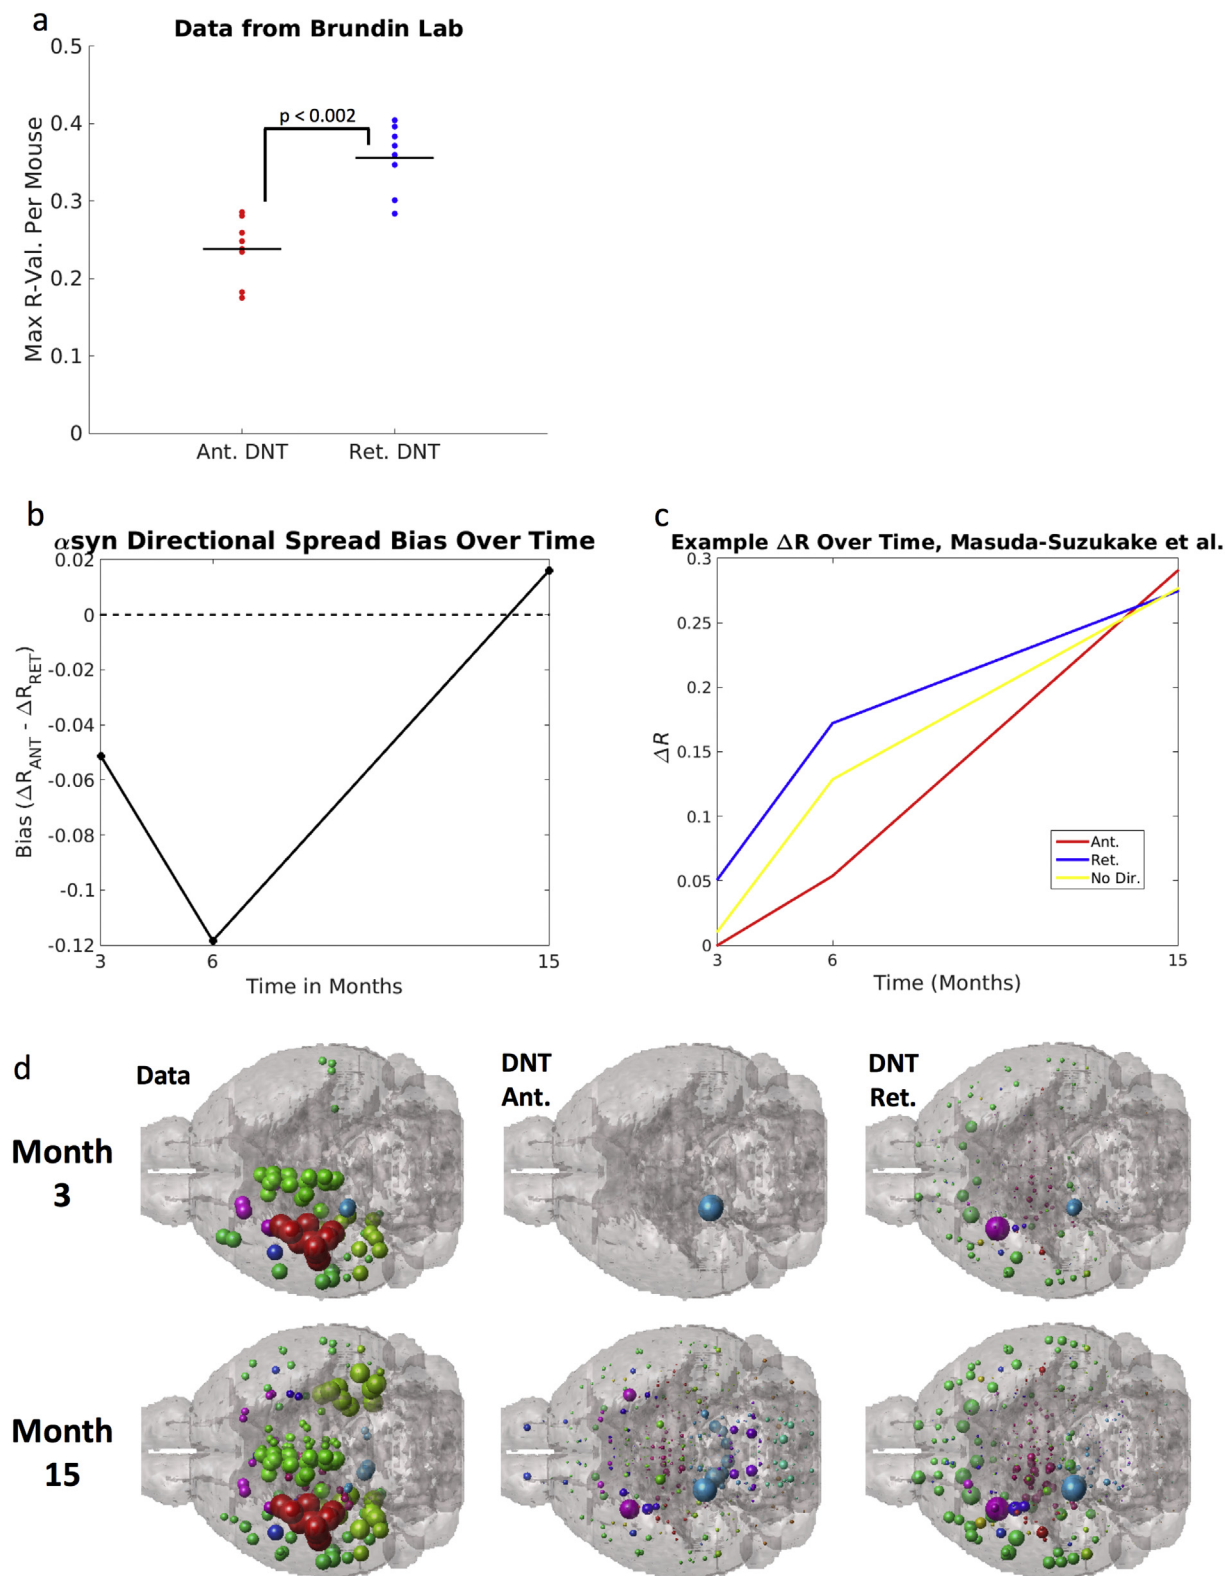 a
Data from Brundin Lab
0.5
0.4
0.3
0.2
0.1
0
Max R-Val. Per Mouse
p < 0.002
Ant. DNT
Ret. DNT
b
αsyn Directional Spread Bias Over Time
0.02
0
-0.02
-0.04
-0.06
-0.08
-0.1
-0.12
Bias (ΔR_ANT - ΔR_RET)
3
6
15
Time in Months
c
Example ΔR Over Time, Masuda-Suzukake et al.
0.3
0.25
0.2
0.15
0.1
0.05
0
ΔR
Ant.
Ret.
No Dir.
3
6
15
Time (Months)
d
Data
DNT
Ant.
DNT
Ret.
Month
3
Month
15